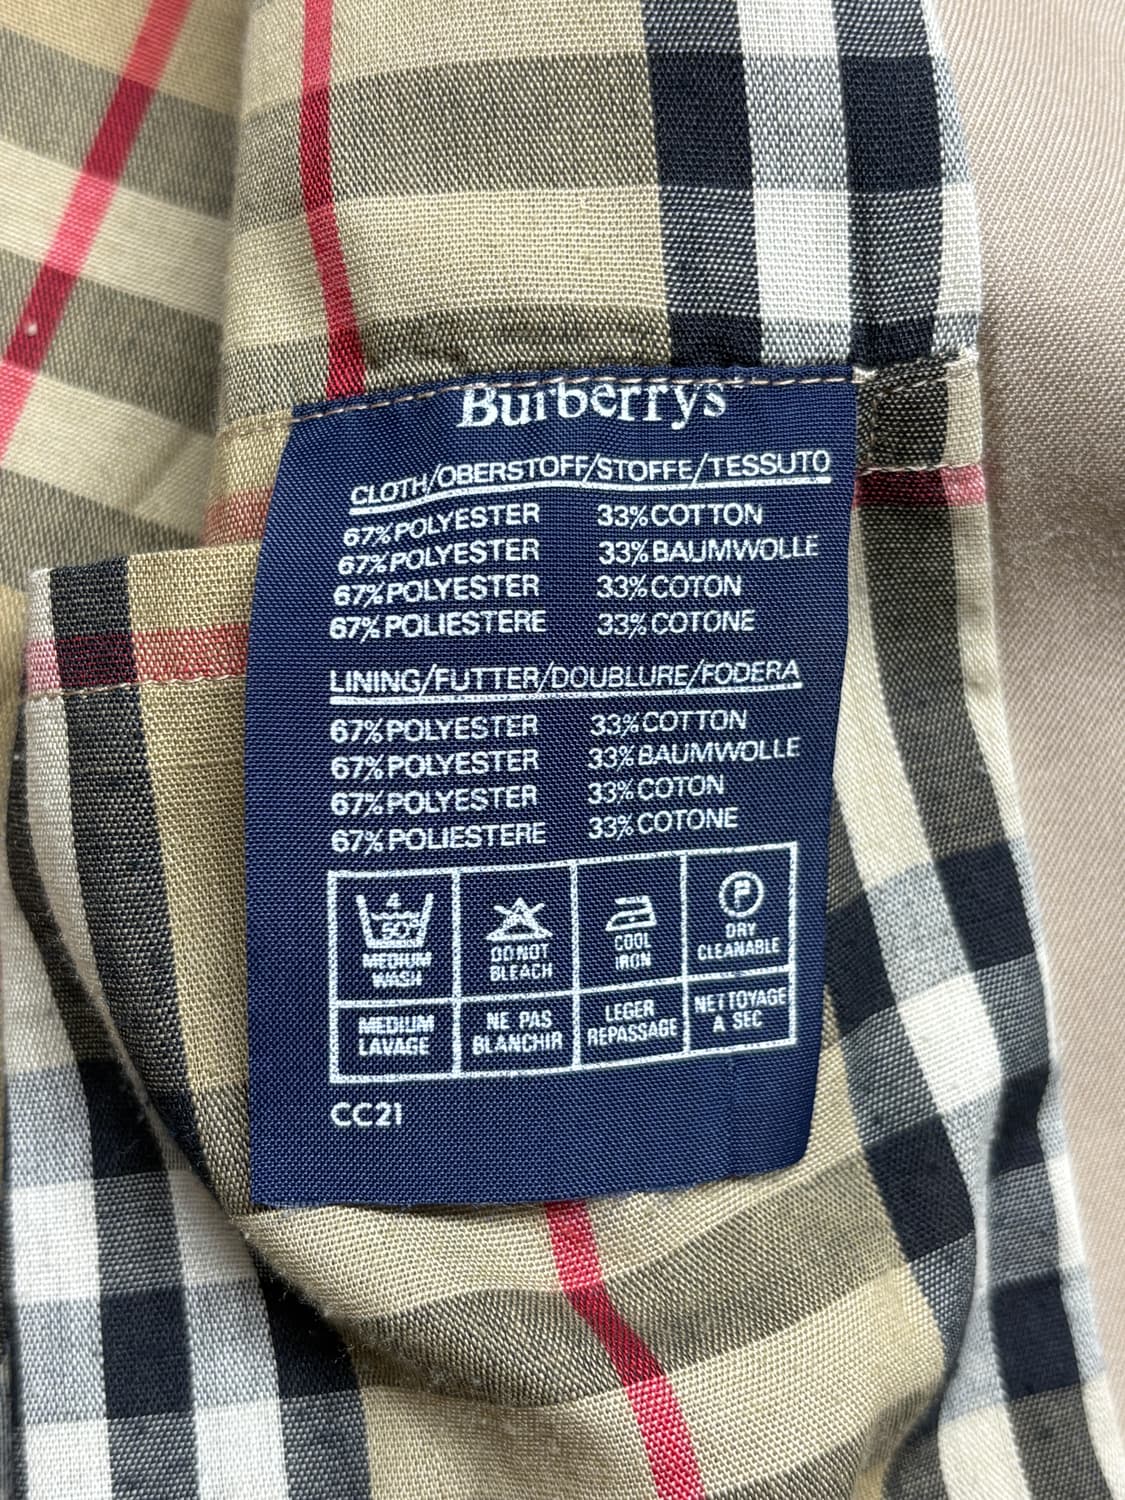 Burberrys
CLOTH/OBERSTOFF/STOFFE/TESSUTO
67% POLYESTER 33% COTTON
67% POLYESTER 33% BAUMWOLLE
67% POLYESTER 33% COTON
67% POLIESTERE 33% COTONE
LINING/FUTTER/DOUBLURE/FODERA
67% POLYESTER 33% COTTON
67% POLYESTER 33% BAUMWOLLE
67% POLYESTER 33% COTON
67% POLIESTERE 33% COTONE
4
50°
P
MEDIUM WASH
DO NOT BLEACH
COOL IRON
DRY CLEANABLE
MEDIUM LAVAGE
NE PAS BLANCHIR
LEGER REPASSAGE
NETTOYAGE A SEC
CC21